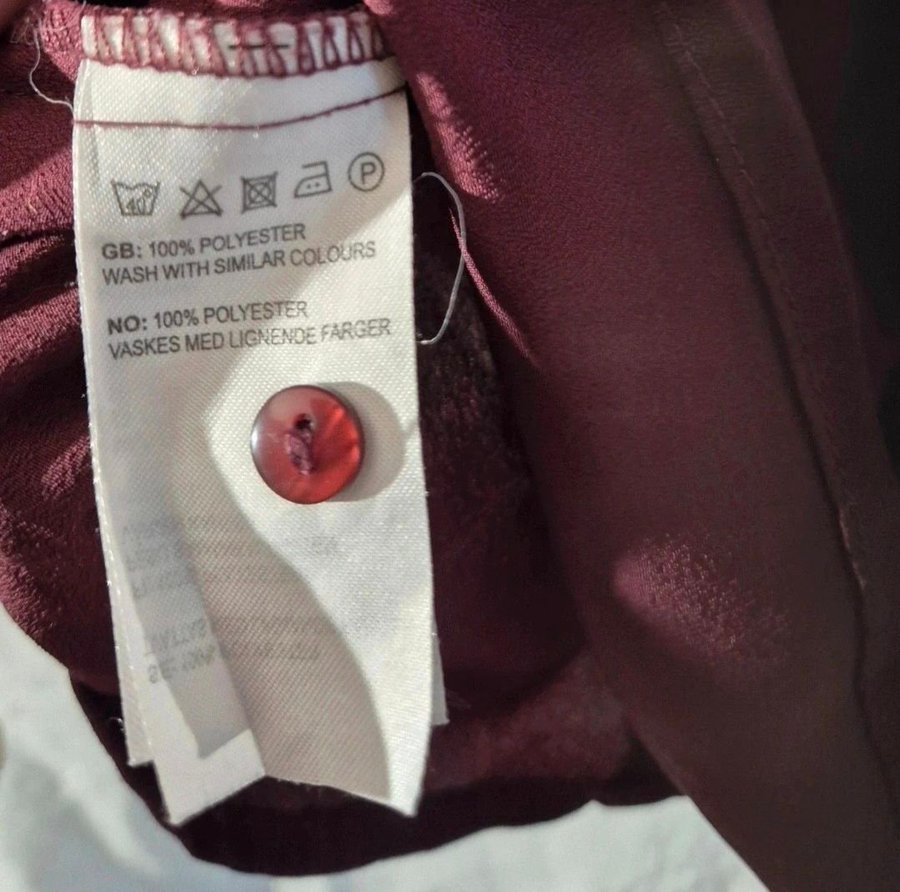 40°
P
GB: 100% POLYESTER
WASH WITH SIMILAR COLOURS
NO: 100% POLYESTER
VASKES MED LIGNENDE FARGER